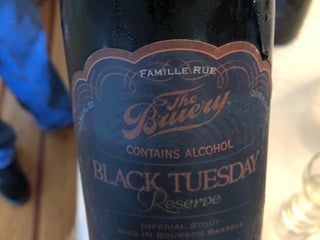 FAMILLE RUE
The
Bruery
CONTAINS ALCOHOL
BLACK TUESDAY
Reserve
IMPERIAL STOUT
AGED IN BOURBON BARRELS